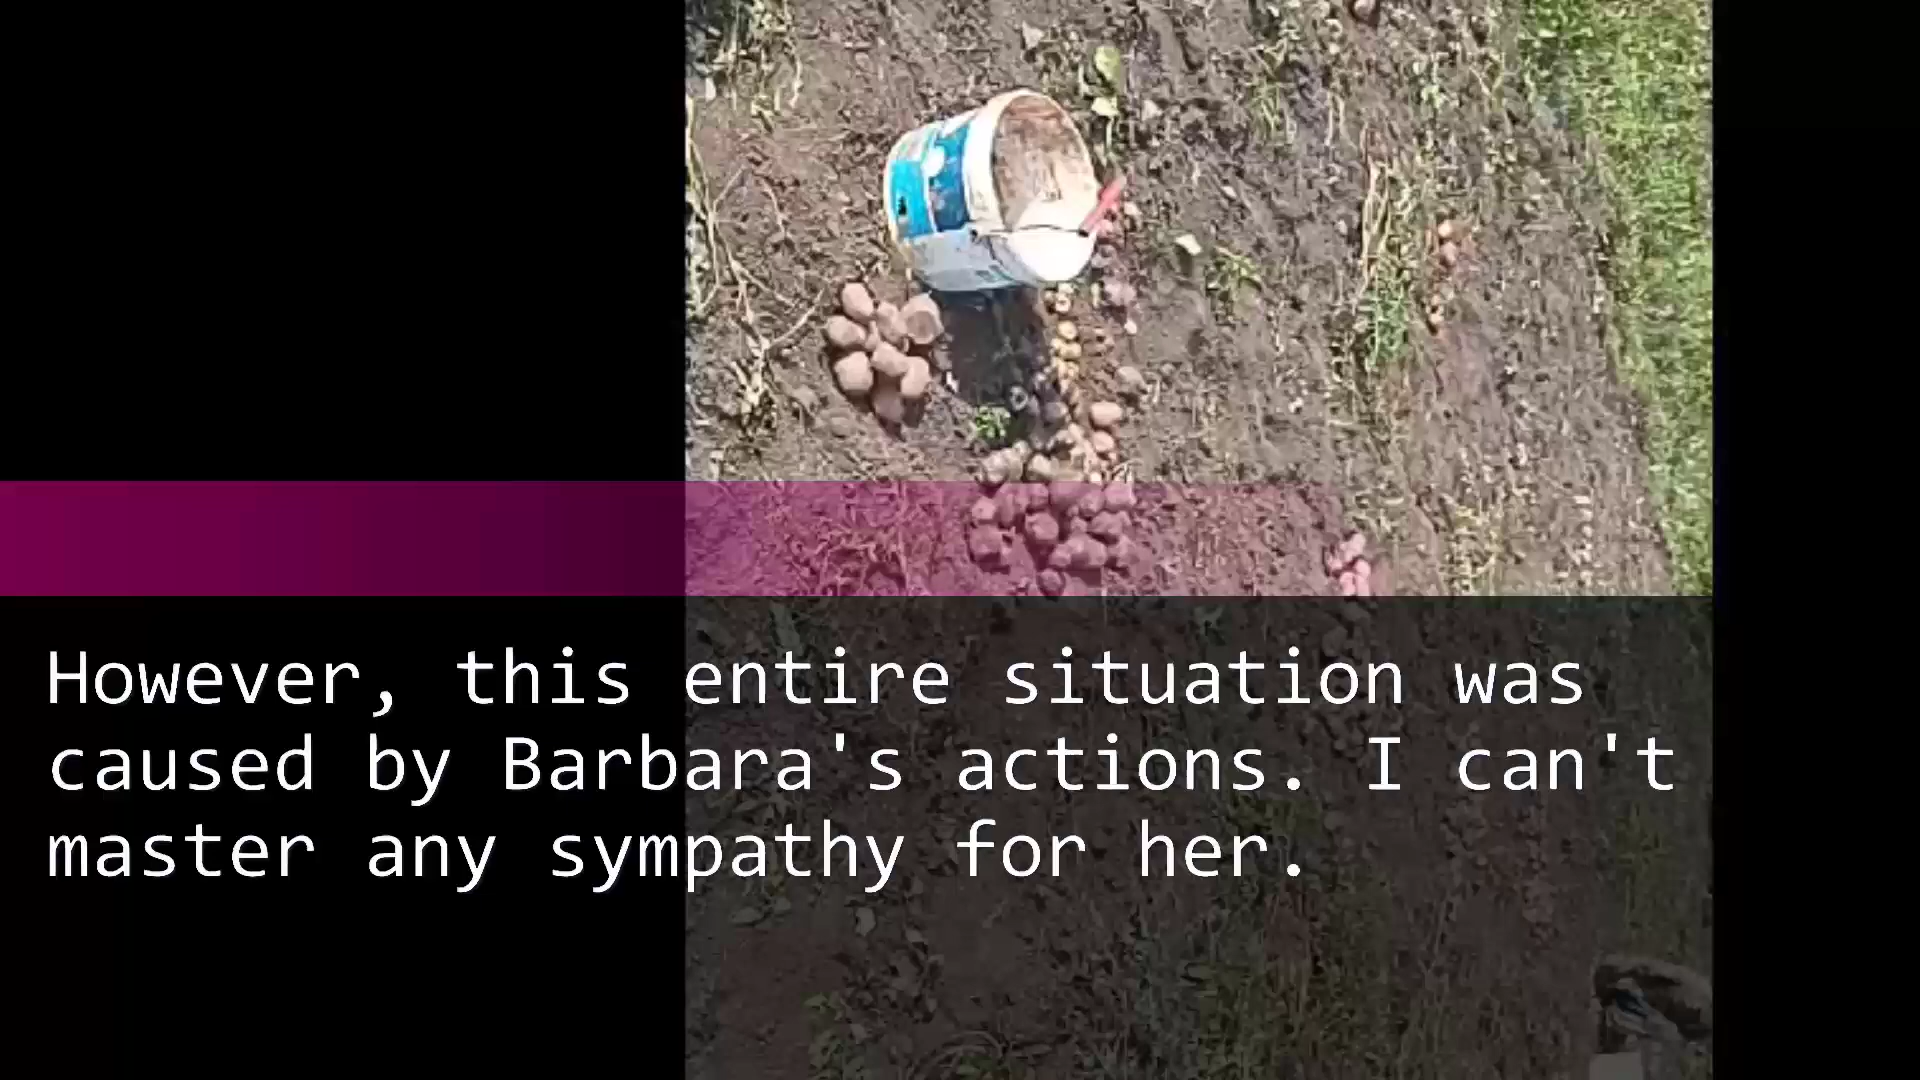 However, this entire situation was
caused by Barbara's actions. I can't
master any sympathy for her.